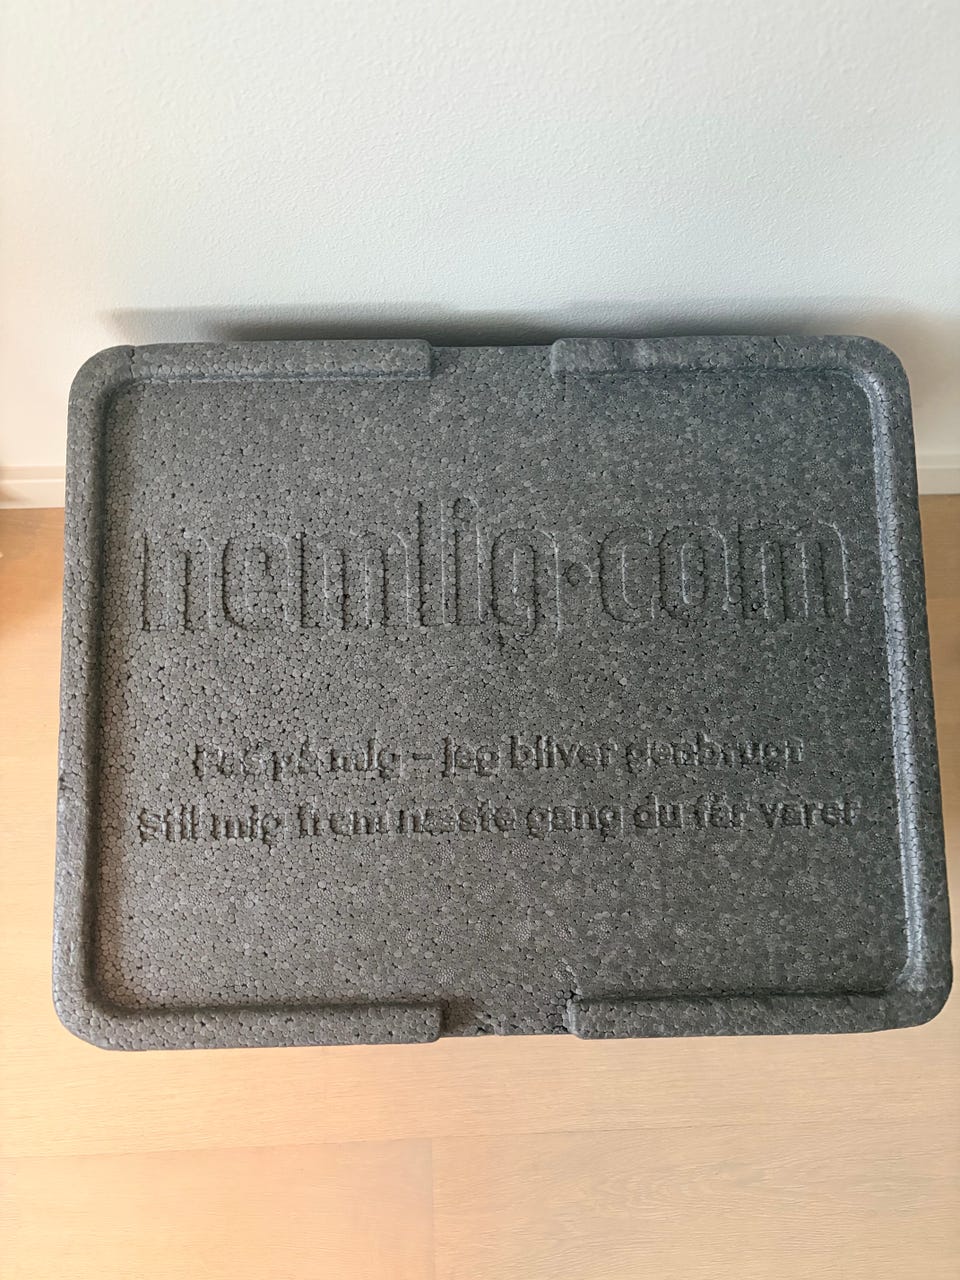 nemlig.com
Pas på mig – jeg bliver genbrugt
Stil mig frem næste gang du får varer